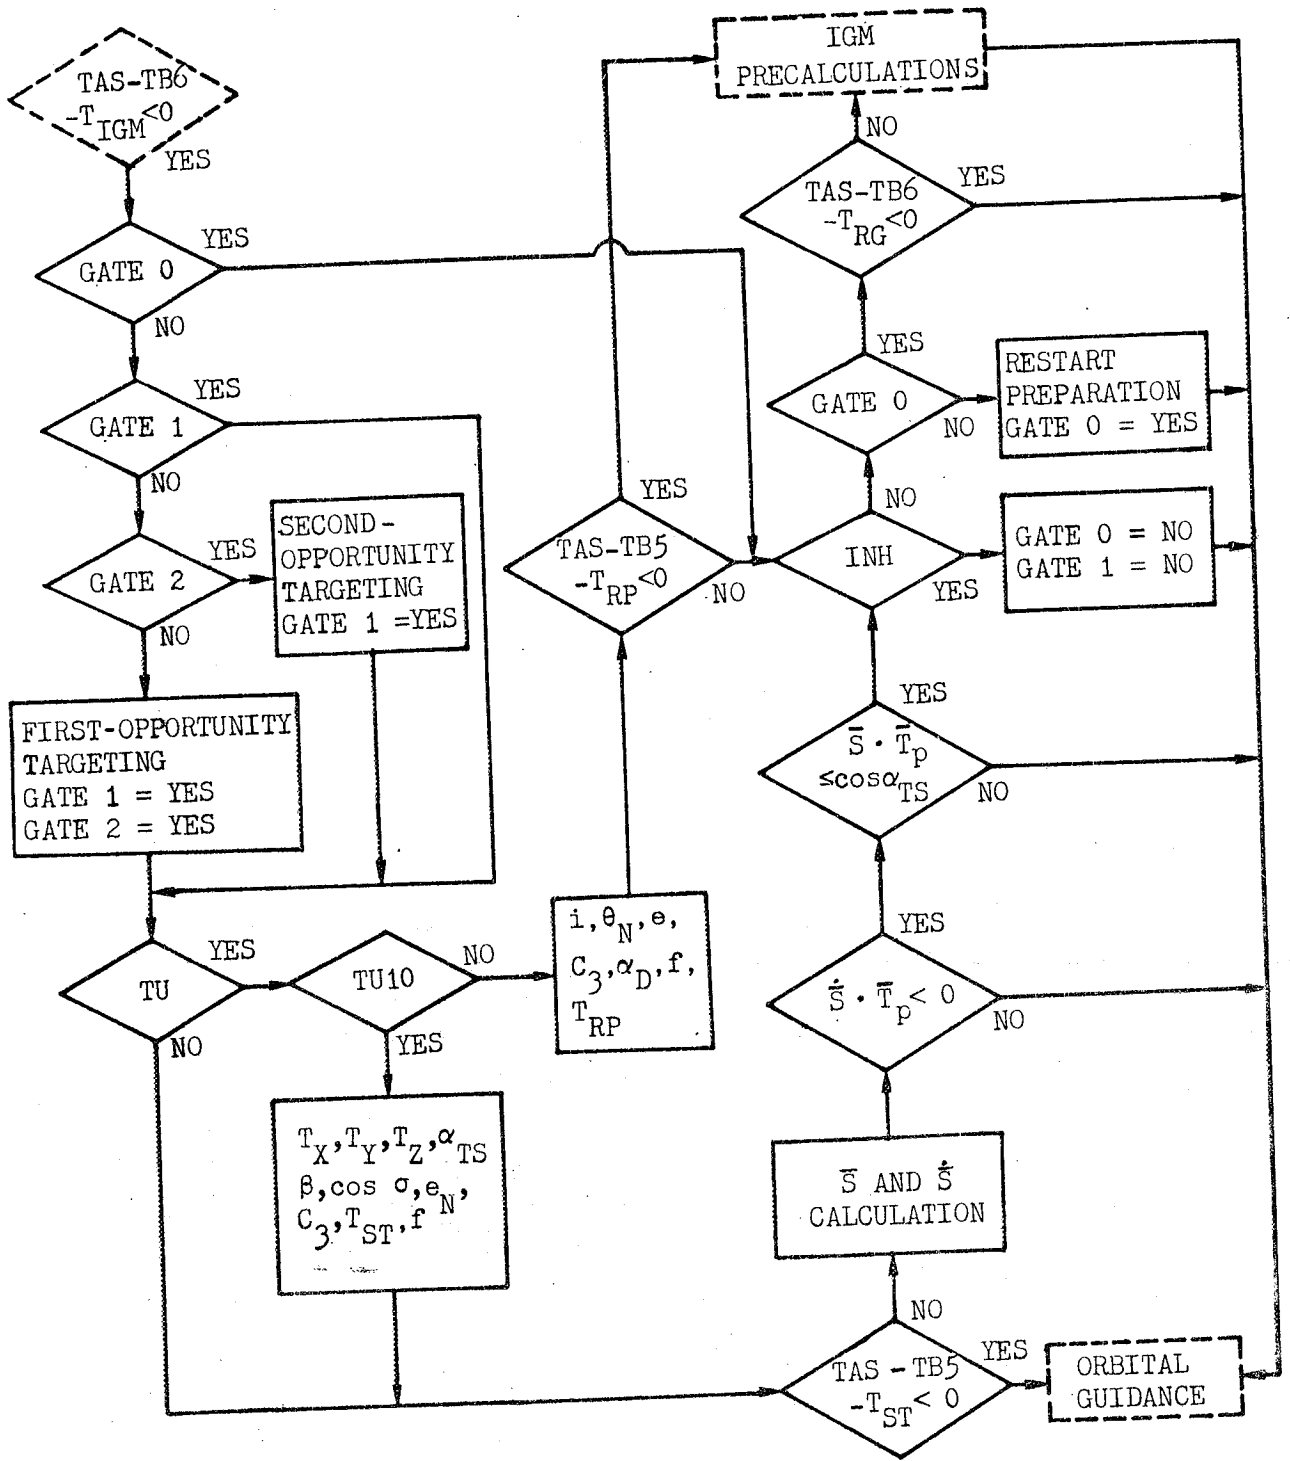 TAS-TB6
-T_IGM<0
YES
GATE 0
YES
NO
GATE 1
YES
NO
GATE 2
YES
NO
SECOND-
OPPORTUNITY
TARGETING
GATE 1 =YES
FIRST-OPPORTUNITY
TARGETING
GATE 1 = YES
GATE 2 = YES
TU
YES
NO
TU10
NO
YES
T_X,T_Y,T_Z,α_TS
β,cos σ,e_N,
C_3,T_ST,f
i,θ_N,e,
C_3,α_D,f,
T_RP
TAS-TB5
-T_RP<0
YES
NO
IGM
PRECALCULATIONS
NO
TAS-TB6
-T_RG<0
YES
YES
GATE 0
NO
RESTART
PREPARATION
GATE 0 = YES
NO
INH
YES
GATE 0 = NO
GATE 1 = NO
YES
S̄ · T̄_p
≤cosα_TS
NO
YES
S̄̇ · T̄_p < 0
NO
S̄ AND S̄̇
CALCULATION
NO
TAS-TB5
-T_ST< 0
YES
ORBITAL
GUIDANCE